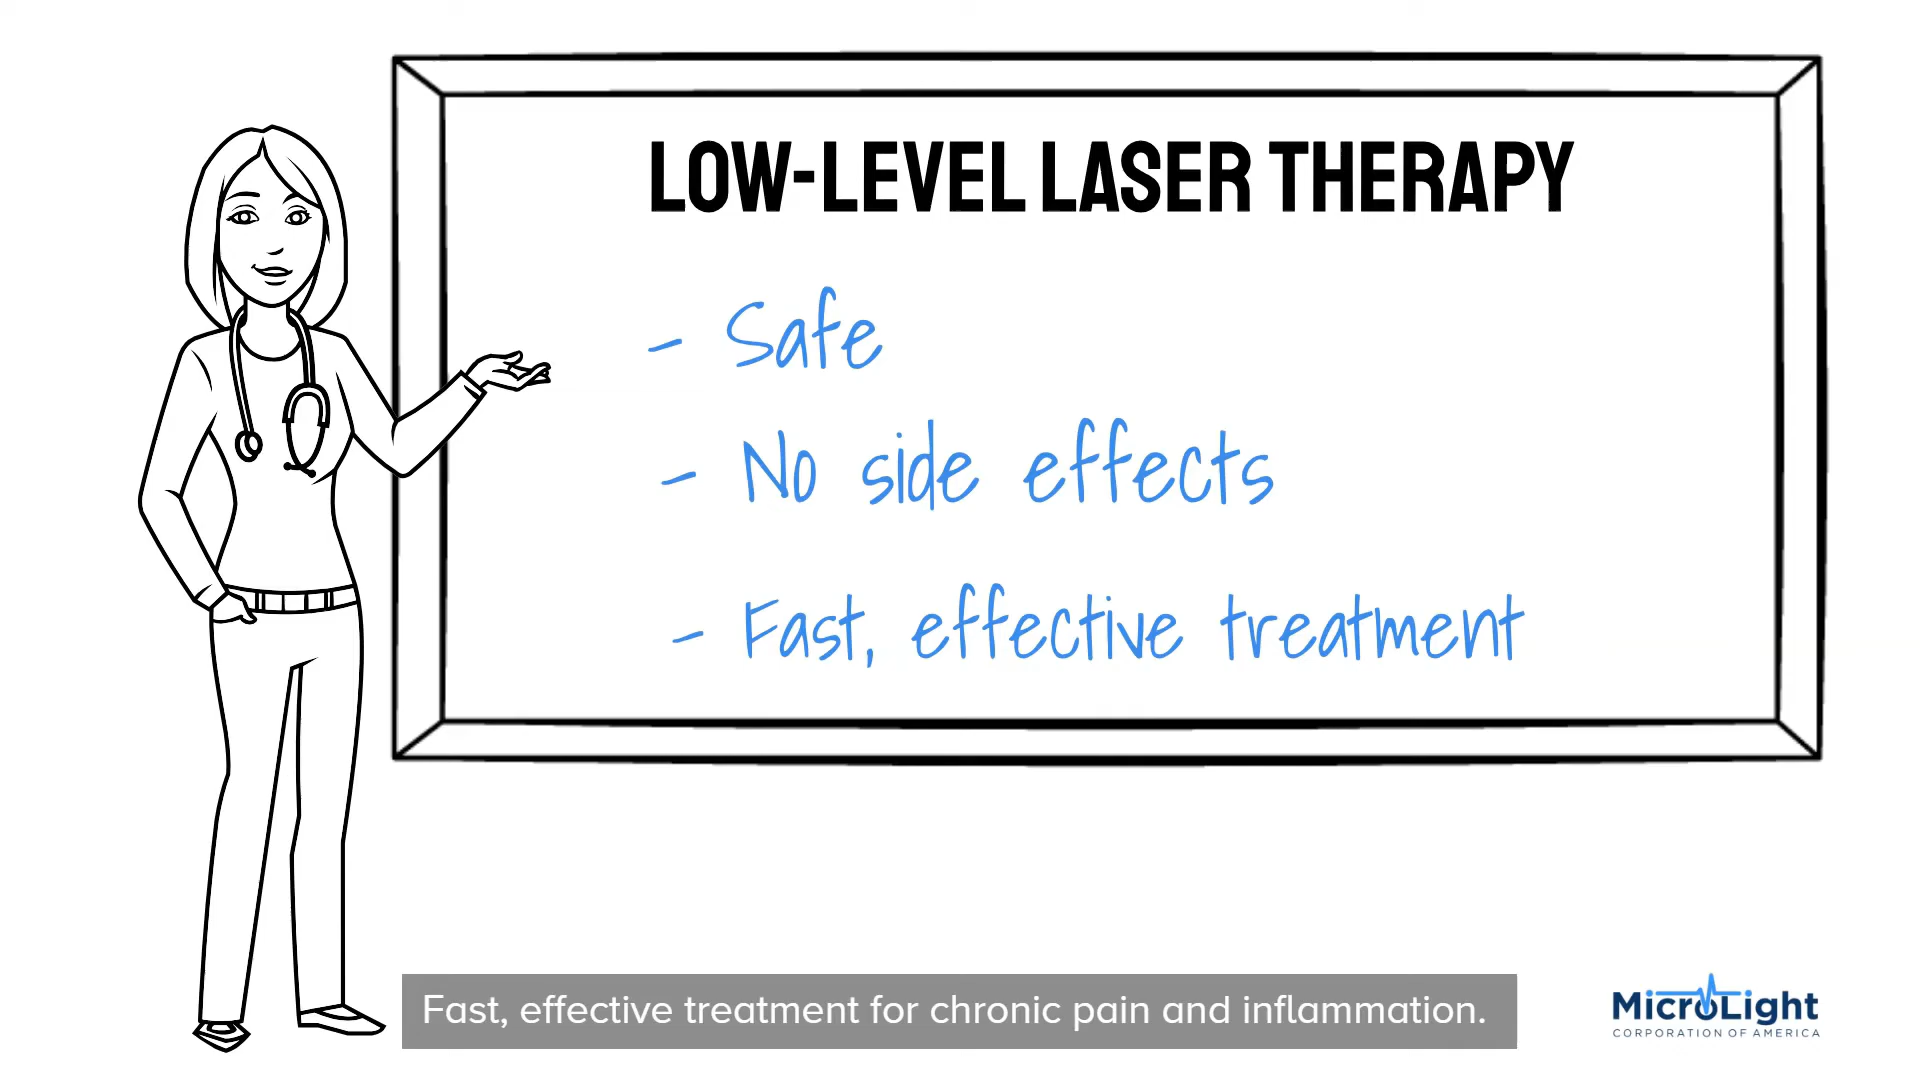 LOW-LEVEL LASER THERAPY
- Safe
- No side effects
- Fast, effective treatment
Fast, effective treatment for chronic pain and inflammation.
MicroLight
CORPORATION OF AMERICA